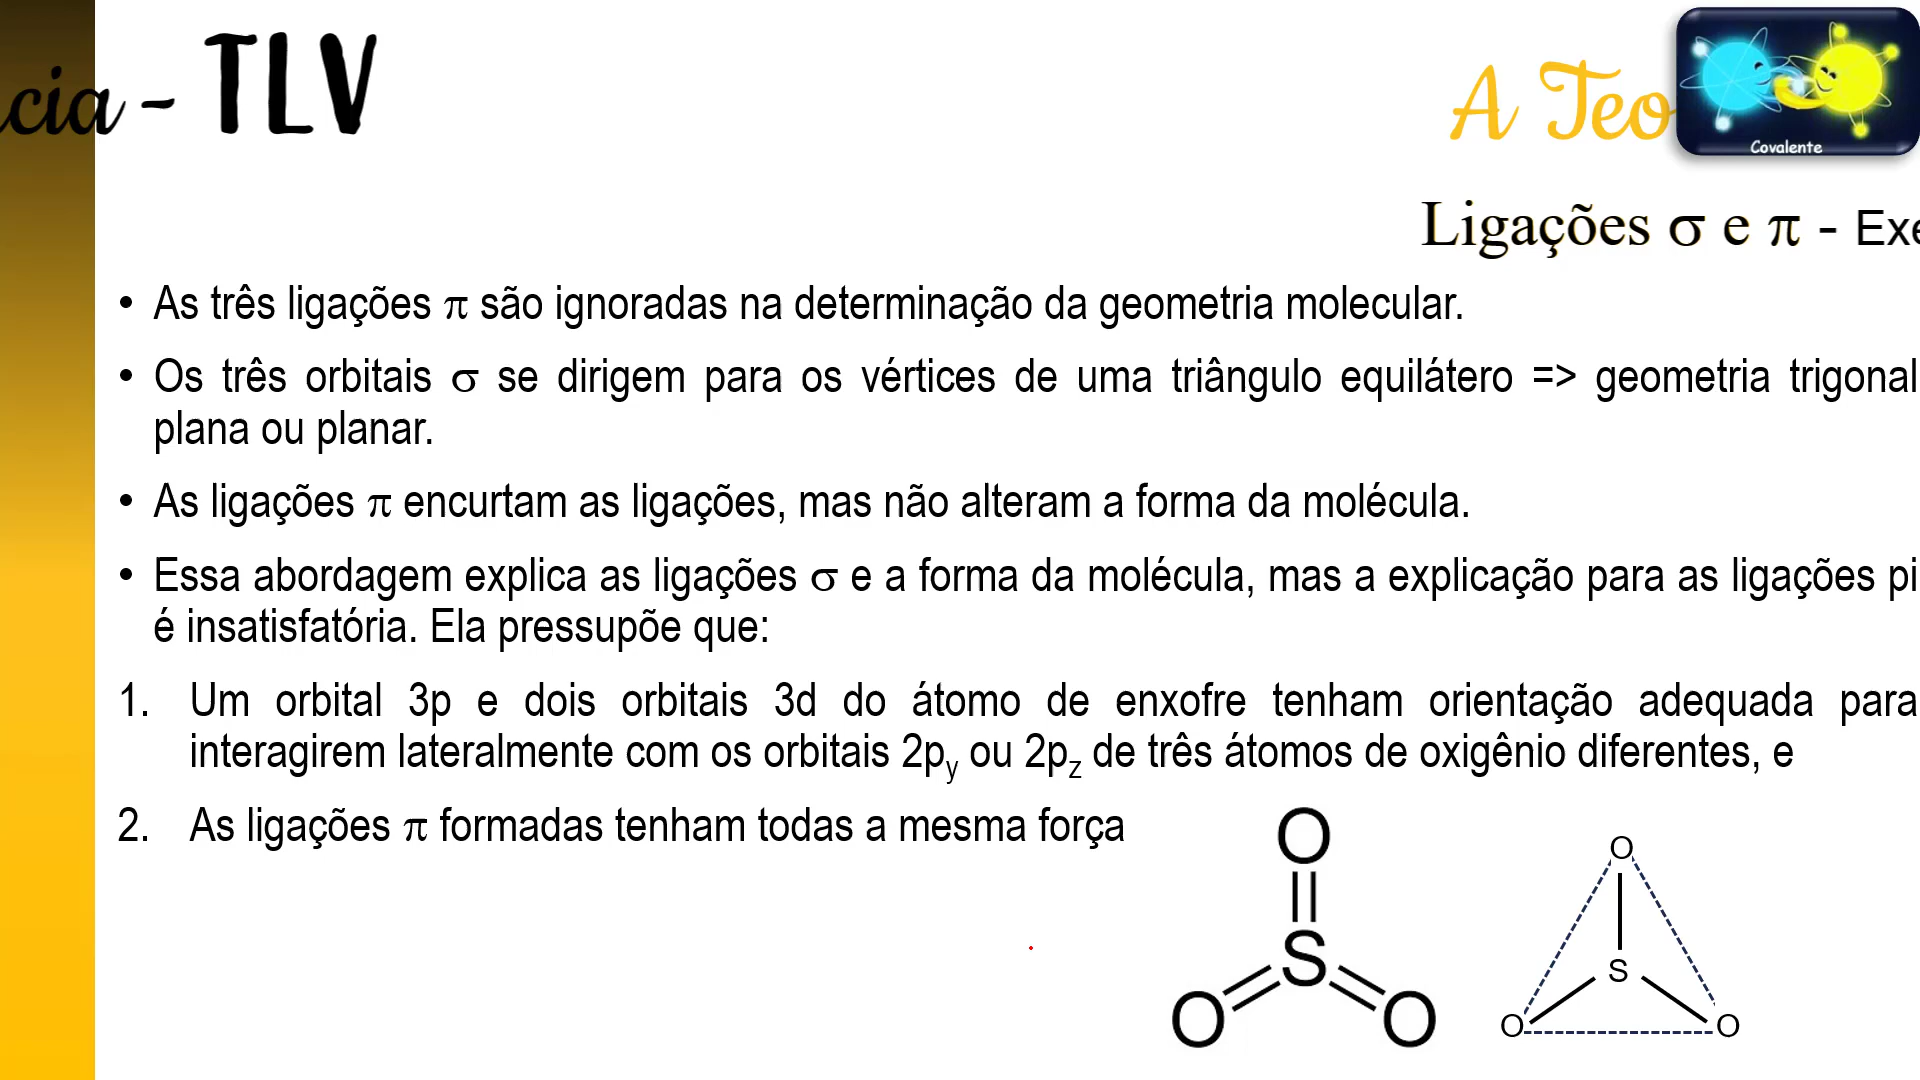 cia - TLV
A Teo
Covalente
Ligações σ e π - Exe
• As três ligações π são ignoradas na determinação da geometria molecular.
• Os três orbitais σ se dirigem para os vértices de uma triângulo equilátero => geometria trigonal
plana ou planar.
• As ligações π encurtam as ligações, mas não alteram a forma da molécula.
• Essa abordagem explica as ligações σ e a forma da molécula, mas a explicação para as ligações pi
é insatisfatória. Ela pressupõe que:
1. Um orbital 3p e dois orbitais 3d do átomo de enxofre tenham orientação adequada para
interagirem lateralmente com os orbitais 2py ou 2pz de três átomos de oxigênio diferentes, e
2. As ligações π formadas tenham todas a mesma força
O
S
O O
O
S
O O